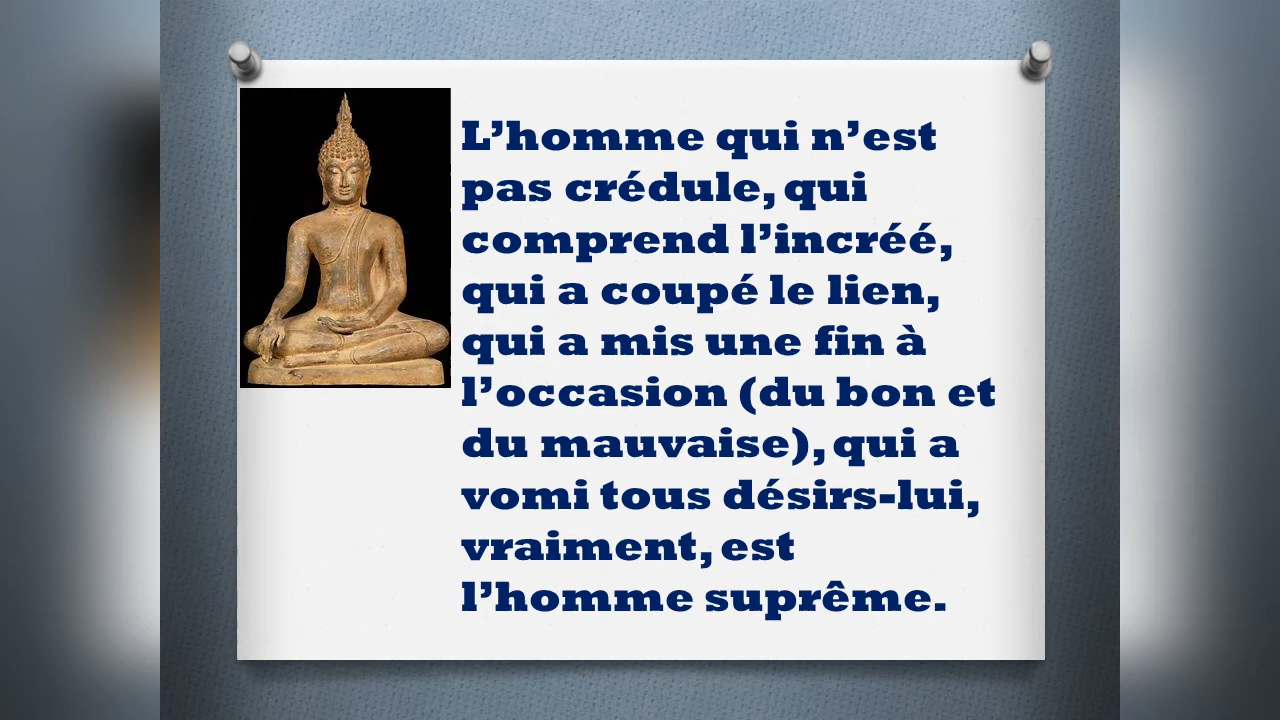 L’homme qui n’est
pas crédule, qui
comprend l’incréé,
qui a coupé le lien,
qui a mis une fin à
l’occasion (du bon et
du mauvaise), qui a
vomi tous désirs-lui,
vraiment, est
l’homme suprême.